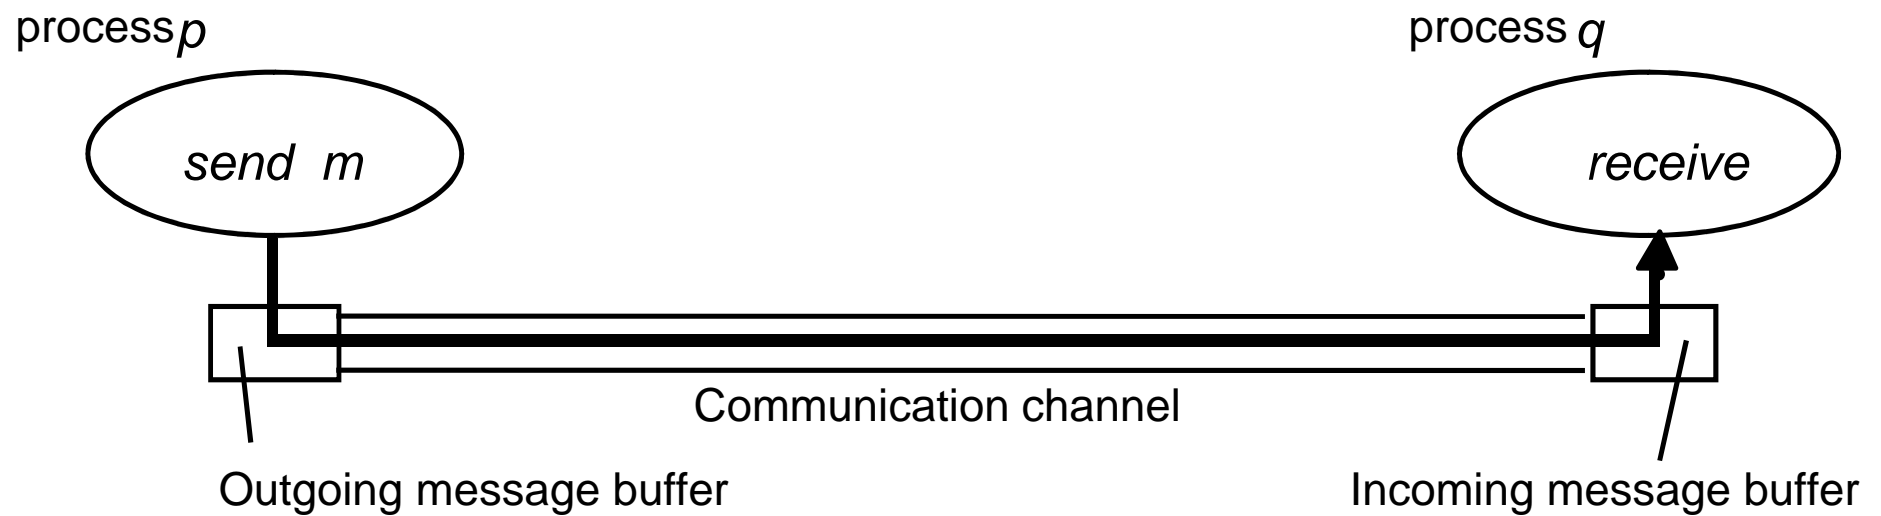 process p
process q
send m
receive
Communication channel
Outgoing message buffer
Incoming message buffer